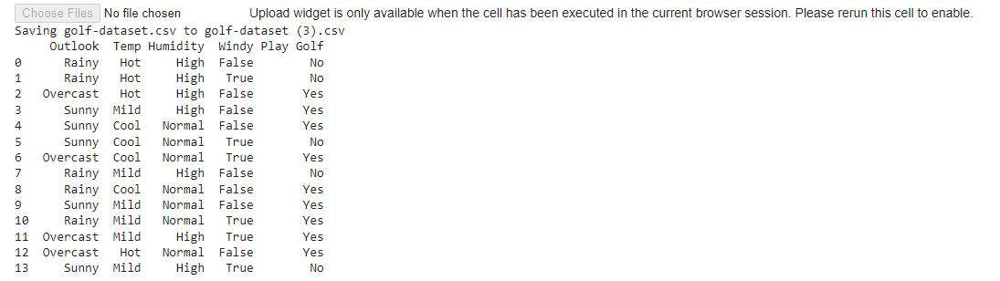 Choose Files No file chosen Upload widget is only available when the cell has been executed in the current browser session. Please rerun this cell to enable.
Saving golf-dataset.csv to golf-dataset (3).csv
Outlook Temp Humidity Windy Play Golf
0 Rainy Hot High False No
1 Rainy Hot High True No
2 Overcast Hot High False Yes
3 Sunny Mild High False Yes
4 Sunny Cool Normal False Yes
5 Sunny Cool Normal True No
6 Overcast Cool Normal True Yes
7 Rainy Mild High False No
8 Rainy Cool Normal False Yes
9 Sunny Mild Normal False Yes
10 Rainy Mild Normal True Yes
11 Overcast Mild High True Yes
12 Overcast Hot Normal False Yes
13 Sunny Mild High True No